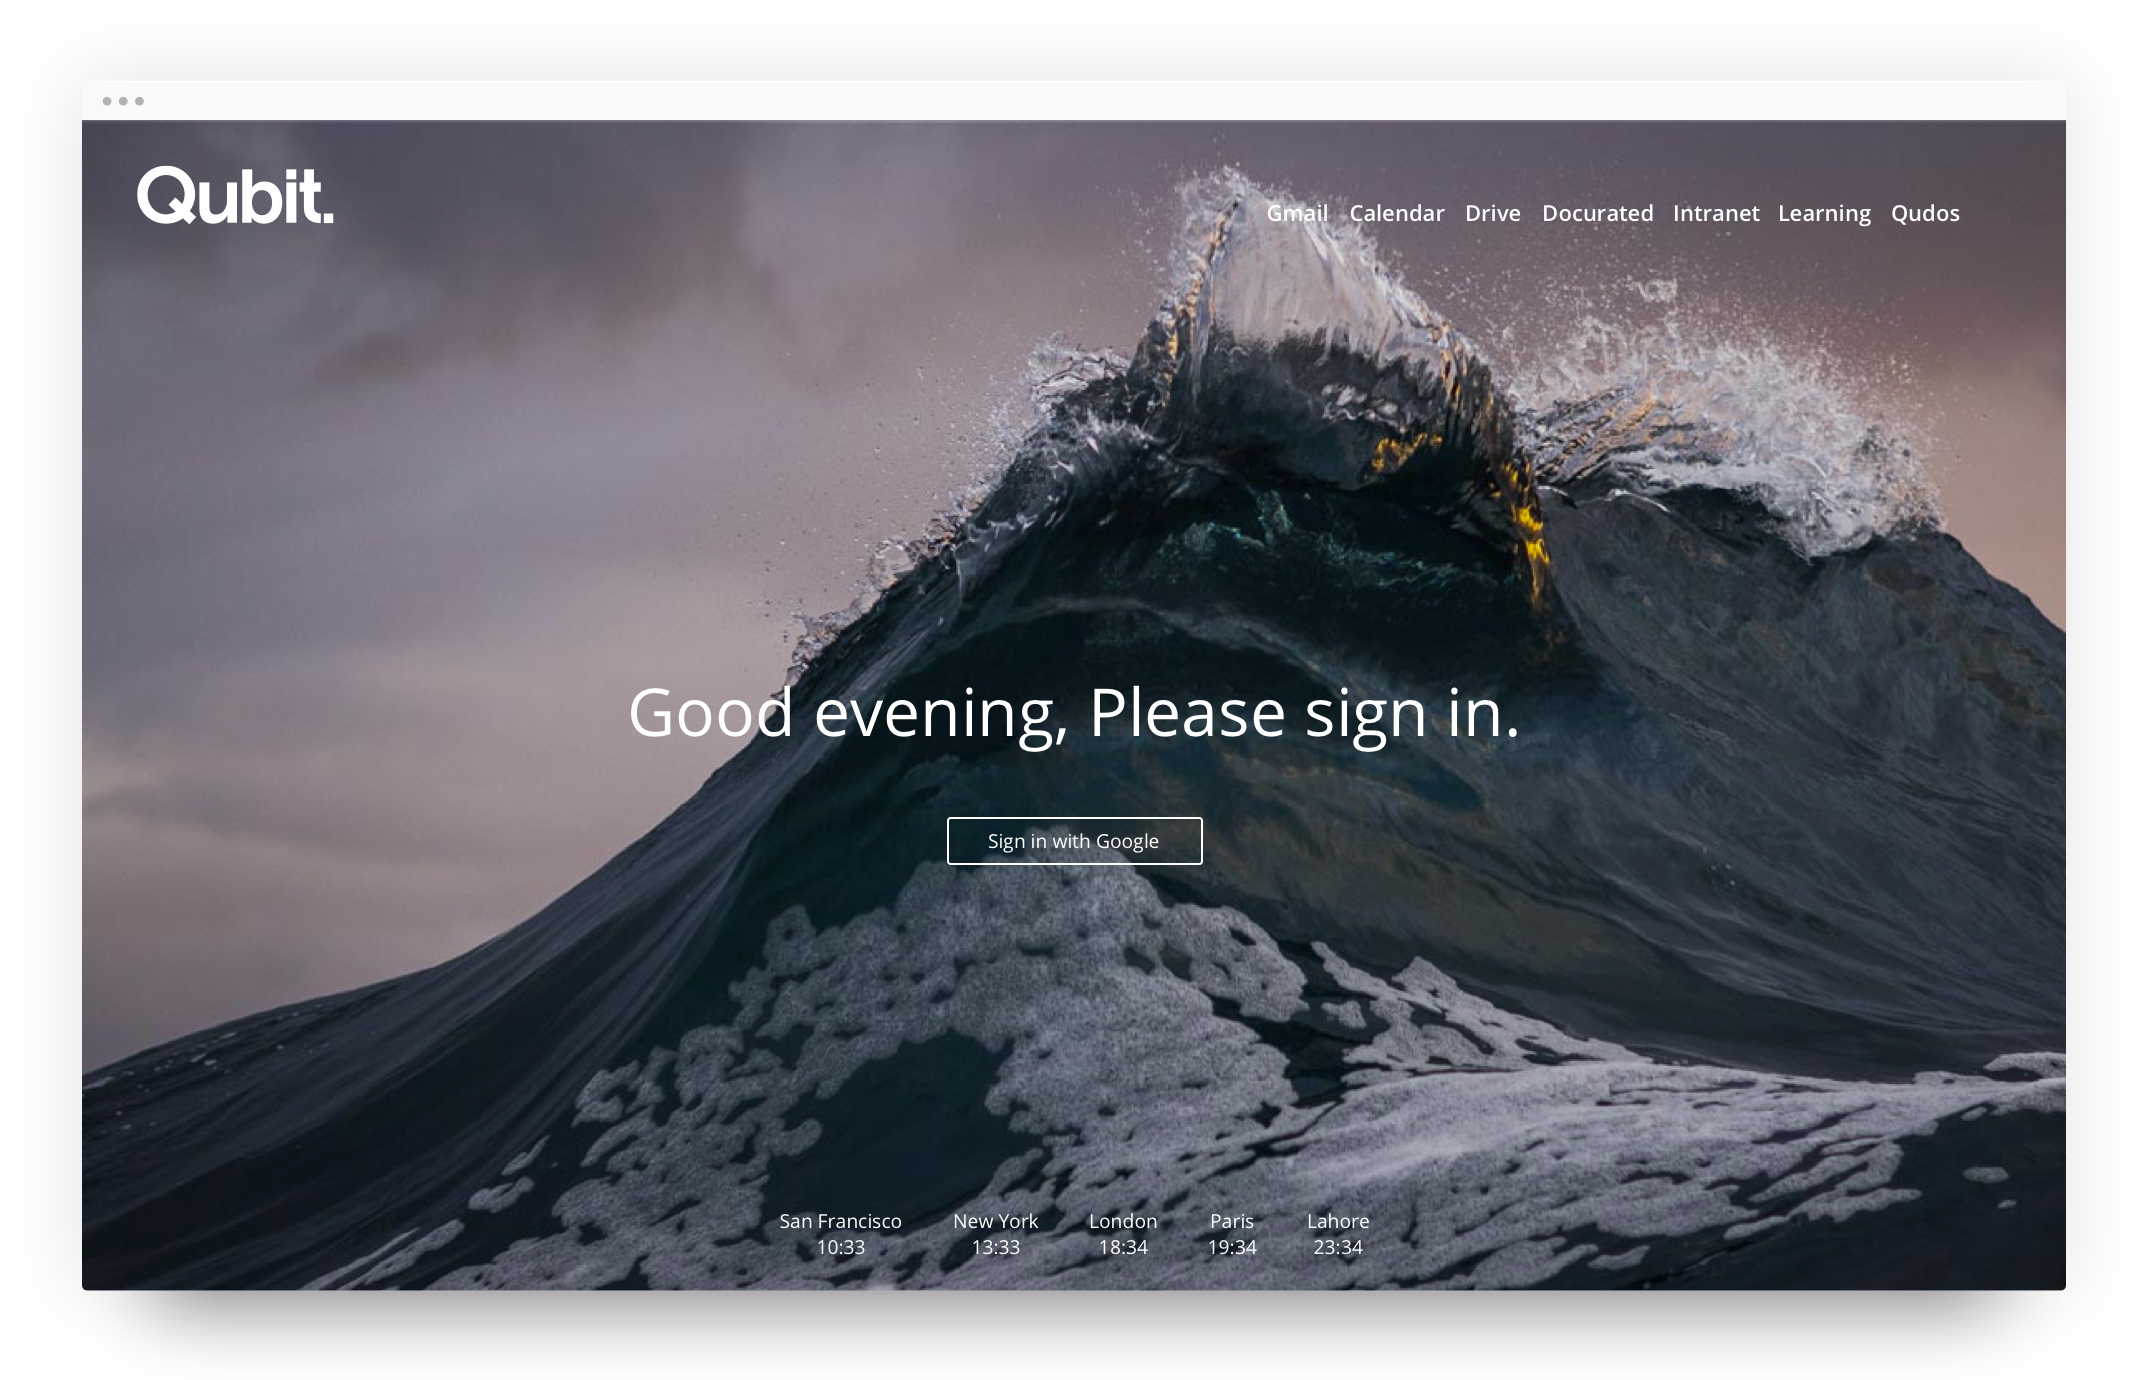 Qubit.
Gmail Calendar Drive Docurated Intranet Learning Qudos
Good evening, Please sign in.
Sign in with Google
San Francisco New York London Paris Lahore
10:33 13:33 18:34 19:34 23:34